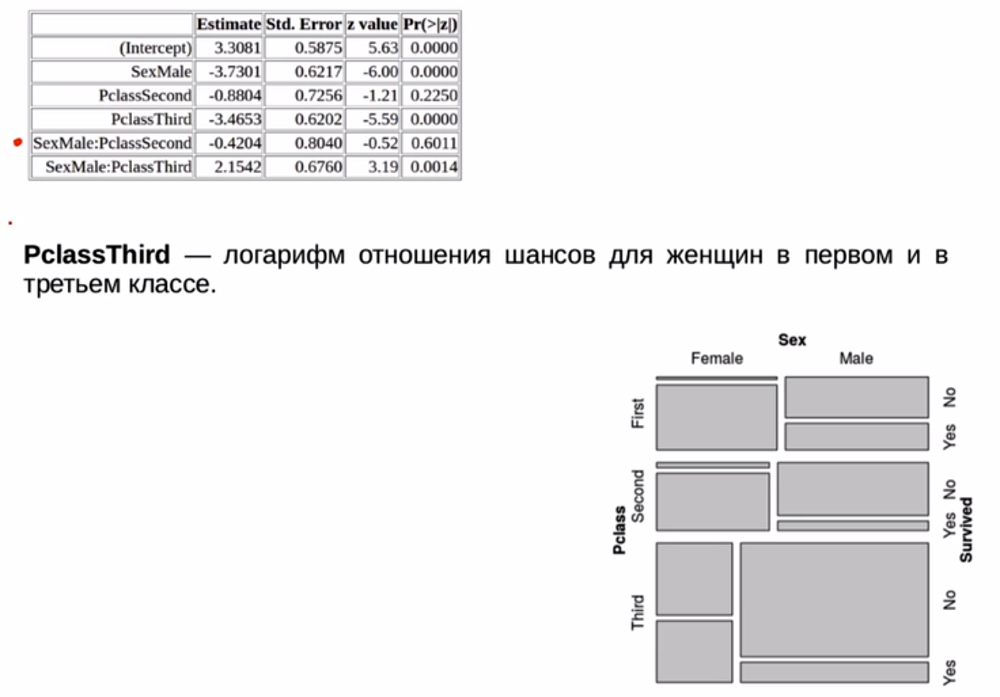 Estimate Std. Error z value Pr(>|z|)
(Intercept) 3.3081 0.5875 5.63 0.0000
SexMale -3.7301 0.6217 -6.00 0.0000
PclassSecond -0.8804 0.7256 -1.21 0.2250
PclassThird -3.4653 0.6202 -5.59 0.0000
SexMale:PclassSecond -0.4204 0.8040 -0.52 0.6011
SexMale:PclassThird 2.1542 0.6760 3.19 0.0014
PclassThird — логарифм отношения шансов для женщин в первом и в
третьем классе.
Sex
Female Male
First
No
Yes
Second
No
Yes
Third
No
Yes
Pclass
Survived